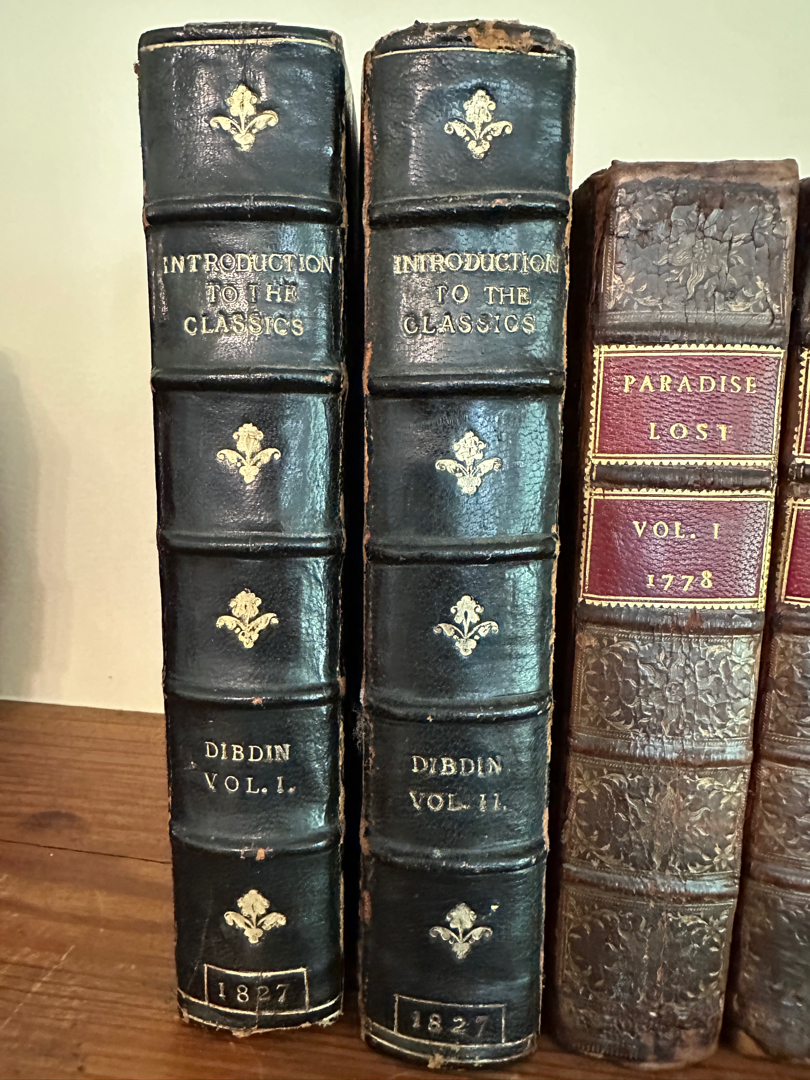 INTRODUCTION
TO THE
CLASSICS
DIBDIN
VOL. I.
1827
INTRODUCTION
TO THE
CLASSICS
DIBDIN
VOL. II.
1827
PARADISE
LOST
VOL. I
1778